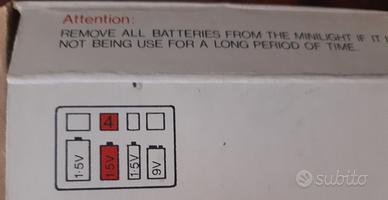 Attention:
REMOVE ALL BATTERIES FROM THE MINILIGHT IF IT
NOT BEING USE FOR A LONG PERIOD OF TIME.
4
1·5V 1.5V 1·5V 9V
subito